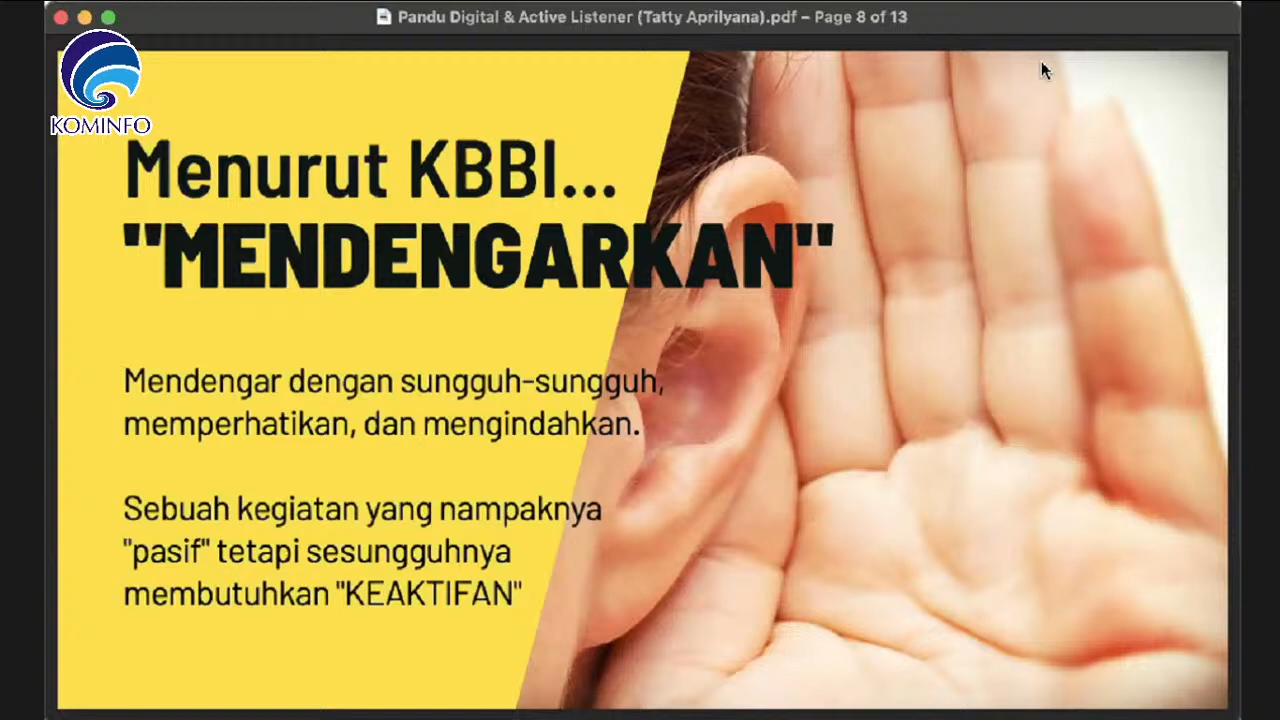 Pandu Digital & Active Listener (Tatty Aprilyana).pdf – Page 8 of 13
KOMINFO
Menurut KBBI...
"MENDENGARKAN"
Mendengar dengan sungguh-sungguh,
memperhatikan, dan mengindahkan.
Sebuah kegiatan yang nampaknya
"pasif" tetapi sesungguhnya
membutuhkan "KEAKTIFAN"